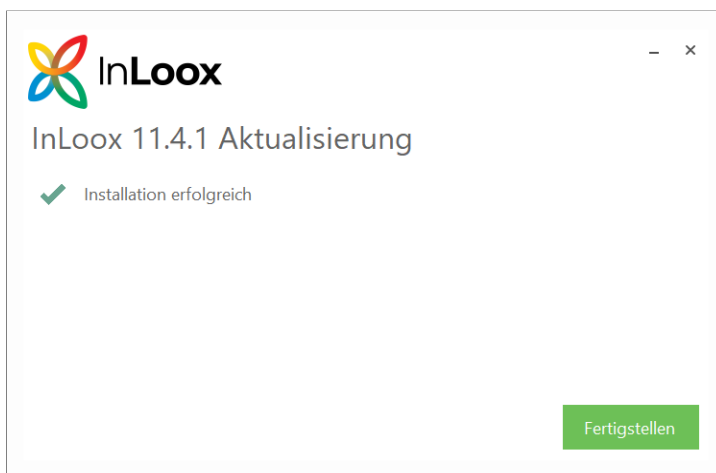 InLoox
InLoox 11.4.1 Aktualisierung
Installation erfolgreich
Fertigstellen